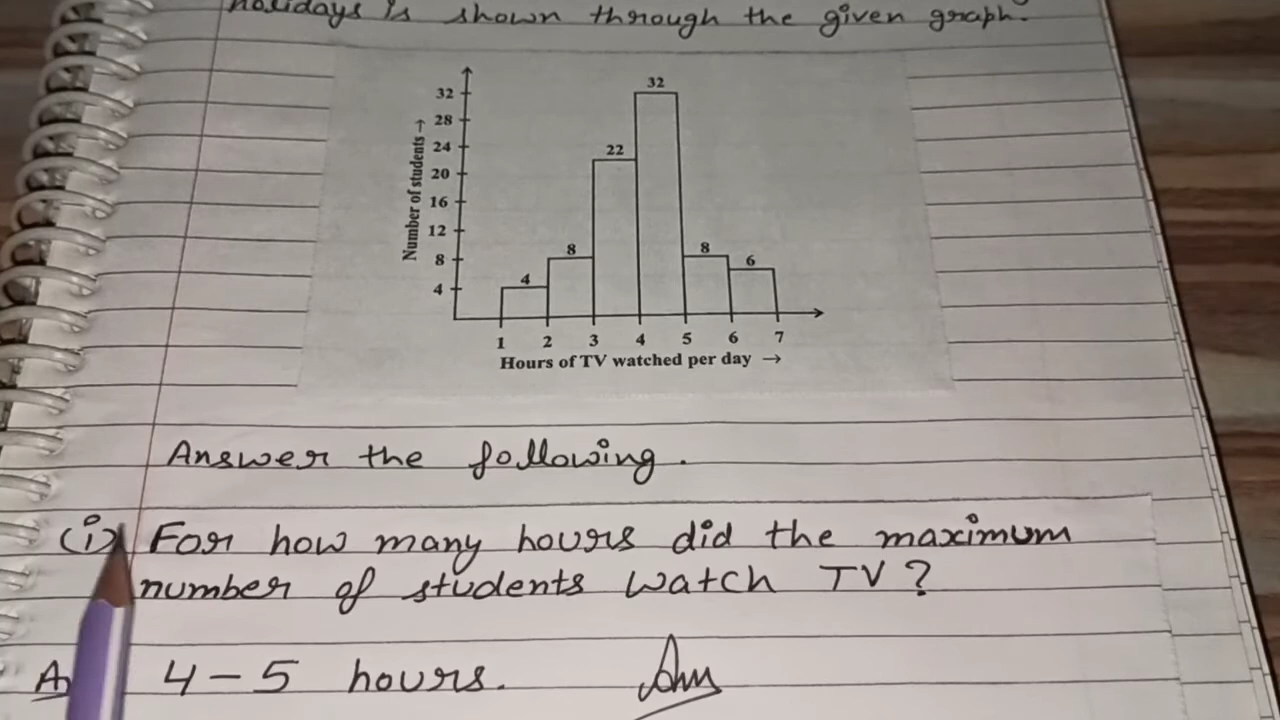 holidays is shown through the given graph.
32
32
28
24
22
20
16
12
8
8
8
6
4
4
Number of students →
1 2 3 4 5 6 7
Hours of TV watched per day →
Answer the following.
(i) For how many hours did the maximum
number of students watch TV?
A 4-5 hours. Ans